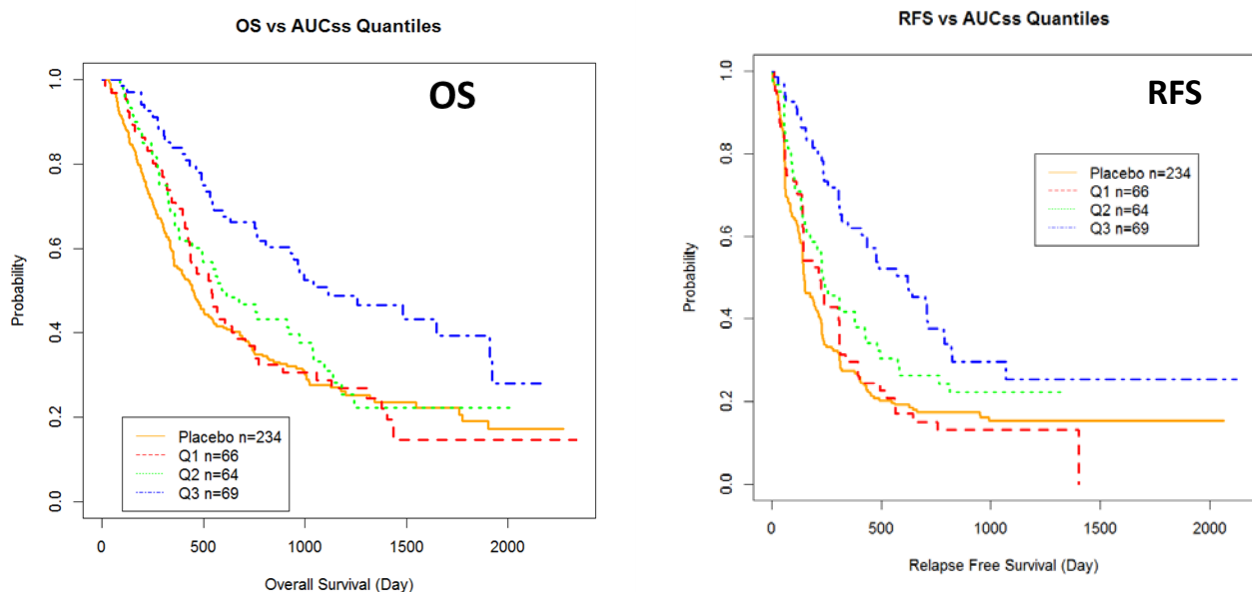 OS vs AUCss Quantiles
OS
Probability
1.0
0.8
0.6
0.4
0.2
0.0
Placebo n=234
Q1 n=66
Q2 n=64
Q3 n=69
0 500 1000 1500 2000
Overall Survival (Day)
RFS vs AUCss Quantiles
RFS
Probability
1.0
0.8
0.6
0.4
0.2
0.0
Placebo n=234
Q1 n=66
Q2 n=64
Q3 n=69
0 500 1000 1500 2000
Relapse Free Survival (Day)